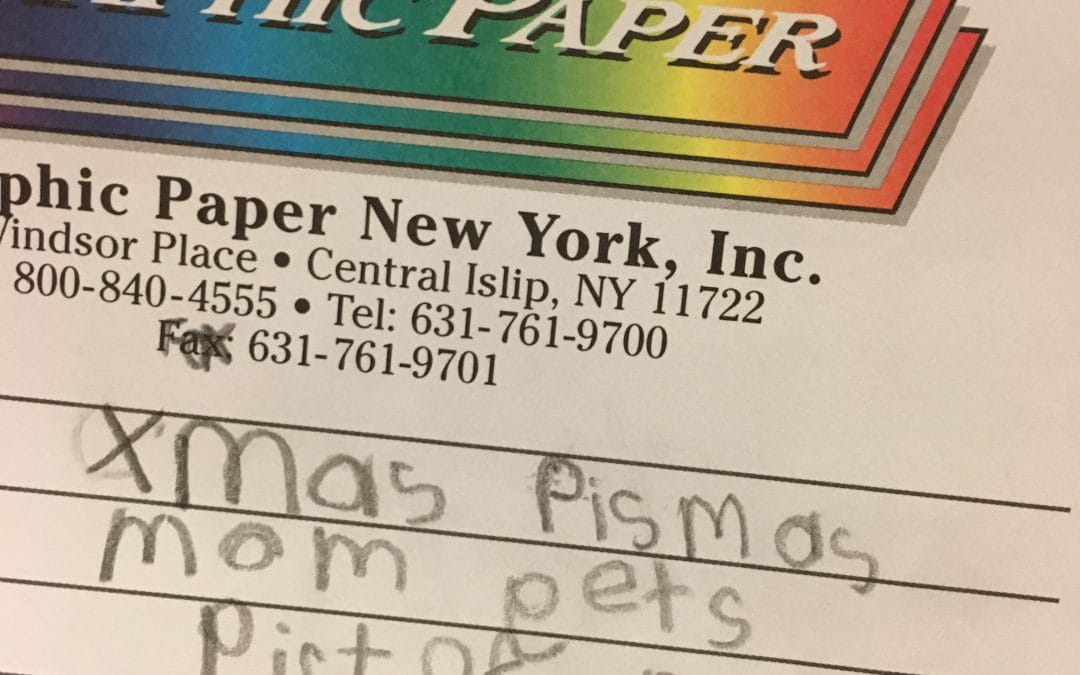 PAPER
phic Paper New York, Inc.
indsor Place • Central Islip, NY 11722
800-840-4555 • Tel: 631-761-9700
Fax: 631-761-9701
xmas Pismas
mom pets